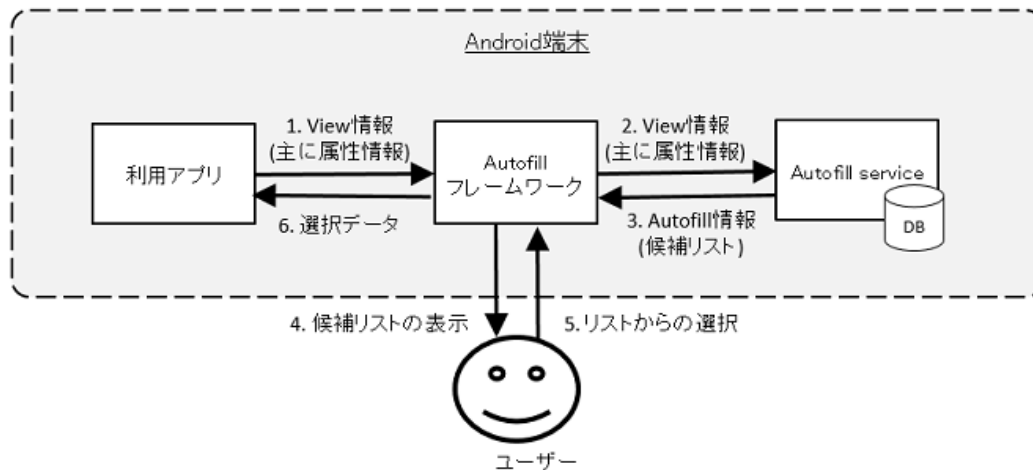 Android端末
1. View情報
(主に属性情報)
2. View情報
(主に属性情報)
利用アプリ
Autofill
フレームワーク
Autofill service
DB
6. 選択データ
3. Autofill情報
(候補リスト)
4. 候補リストの表示
5. リストからの選択
ユーザー